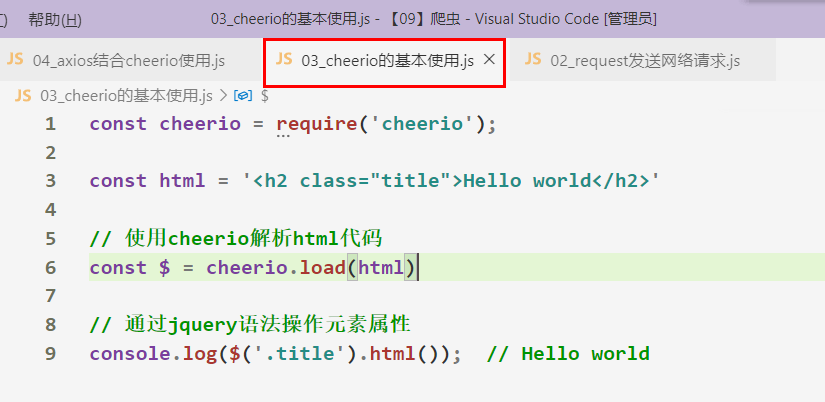 帮助(H) 03_cheerio的基本使用.js - 【09】爬虫 - Visual Studio Code [管理员]
JS 04_axios结合cheerio使用.js JS 03_cheerio的基本使用.js × JS 02_request发送网络请求.js
JS 03_cheerio的基本使用.js > $
1 const cheerio = require('cheerio');
2
3 const html = '<h2 class="title">Hello world</h2>'
4
5 // 使用cheerio解析html代码
6 const $ = cheerio.load(html)
7
8 // 通过jquery语法操作元素属性
9 console.log($('.title').html());  // Hello world